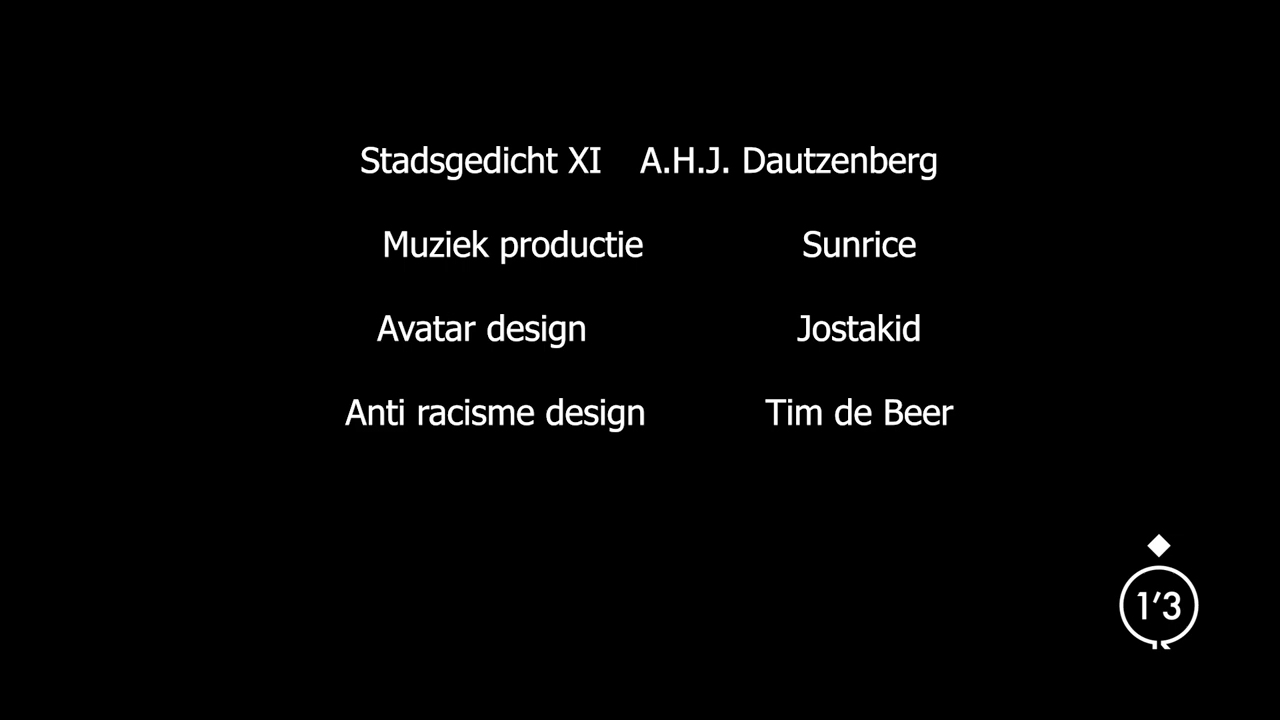 Stadsgedicht XI A.H.J. Dautzenberg
Muziek productie Sunrice
Avatar design Jostakid
Anti racisme design Tim de Beer
1′3